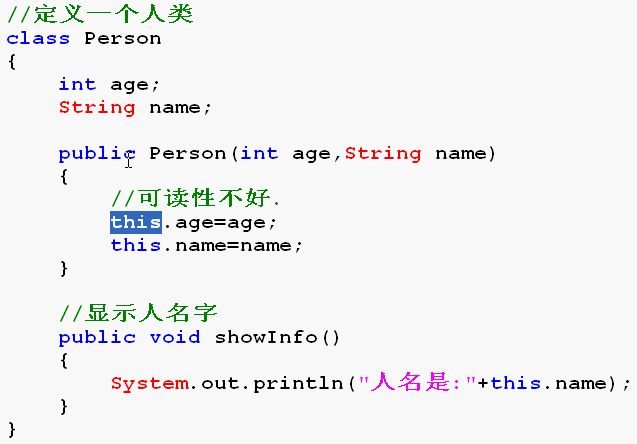 //定义一个人类
class Person
{
    int age;
    String name;

    public Person(int age,String name)
    {
        //可读性不好.
        this.age=age;
        this.name=name;
    }

    //显示人名字
    public void showInfo()
    {
        System.out.println("人名是:"+this.name);
    }
}